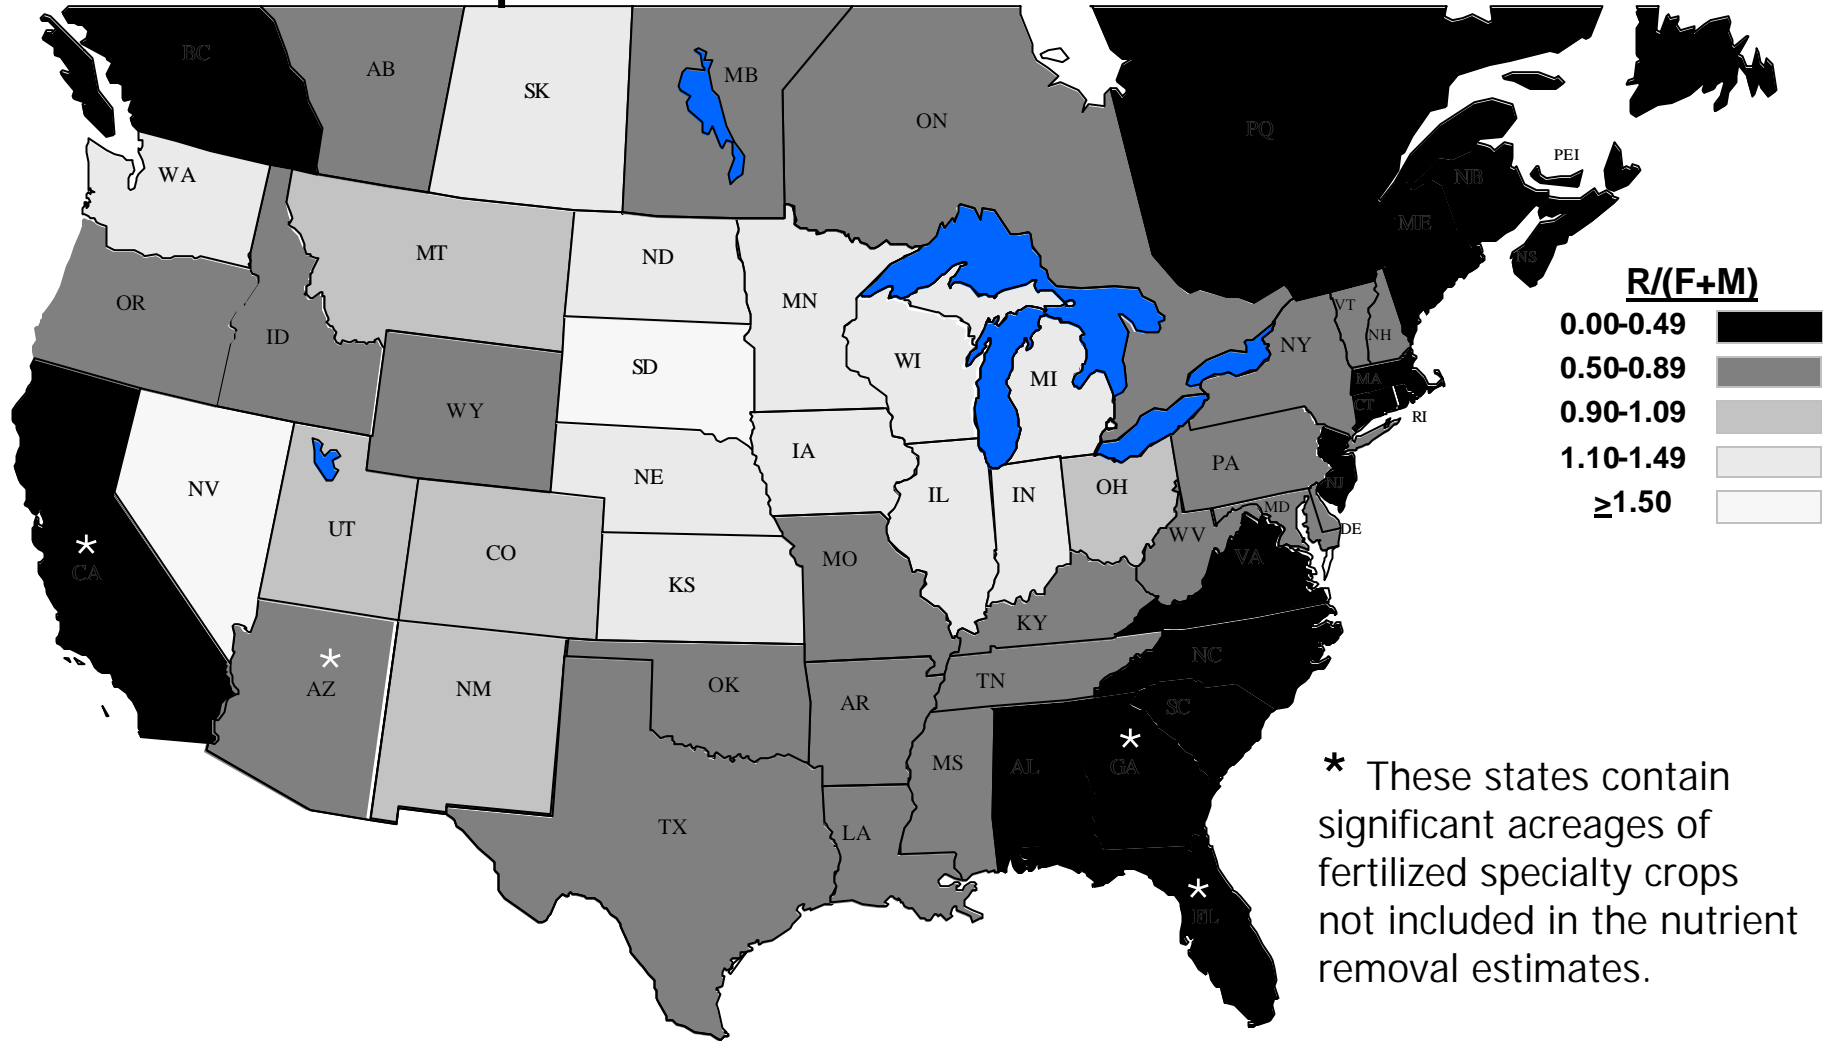 BC
AB
SK
MB
ON
PQ
NB
PEI
ME
NS
WA
MT
ND
MN
OR
ID
SD
WI
MI
NY
VT
NH
MA
CT
RI
WY
NE
IA
IL
IN
OH
PA
NJ
NV
UT
CO
KS
MO
WV
MD
DE
VA
KY
* CA
* AZ
NM
OK
AR
TN
NC
SC
TX
LA
MS
AL
* GA
* FL
R/(F+M)
0.00-0.49
0.50-0.89
0.90-1.09
1.10-1.49
≥1.50
* These states contain
significant acreages of
fertilized specialty crops
not included in the nutrient
removal estimates.